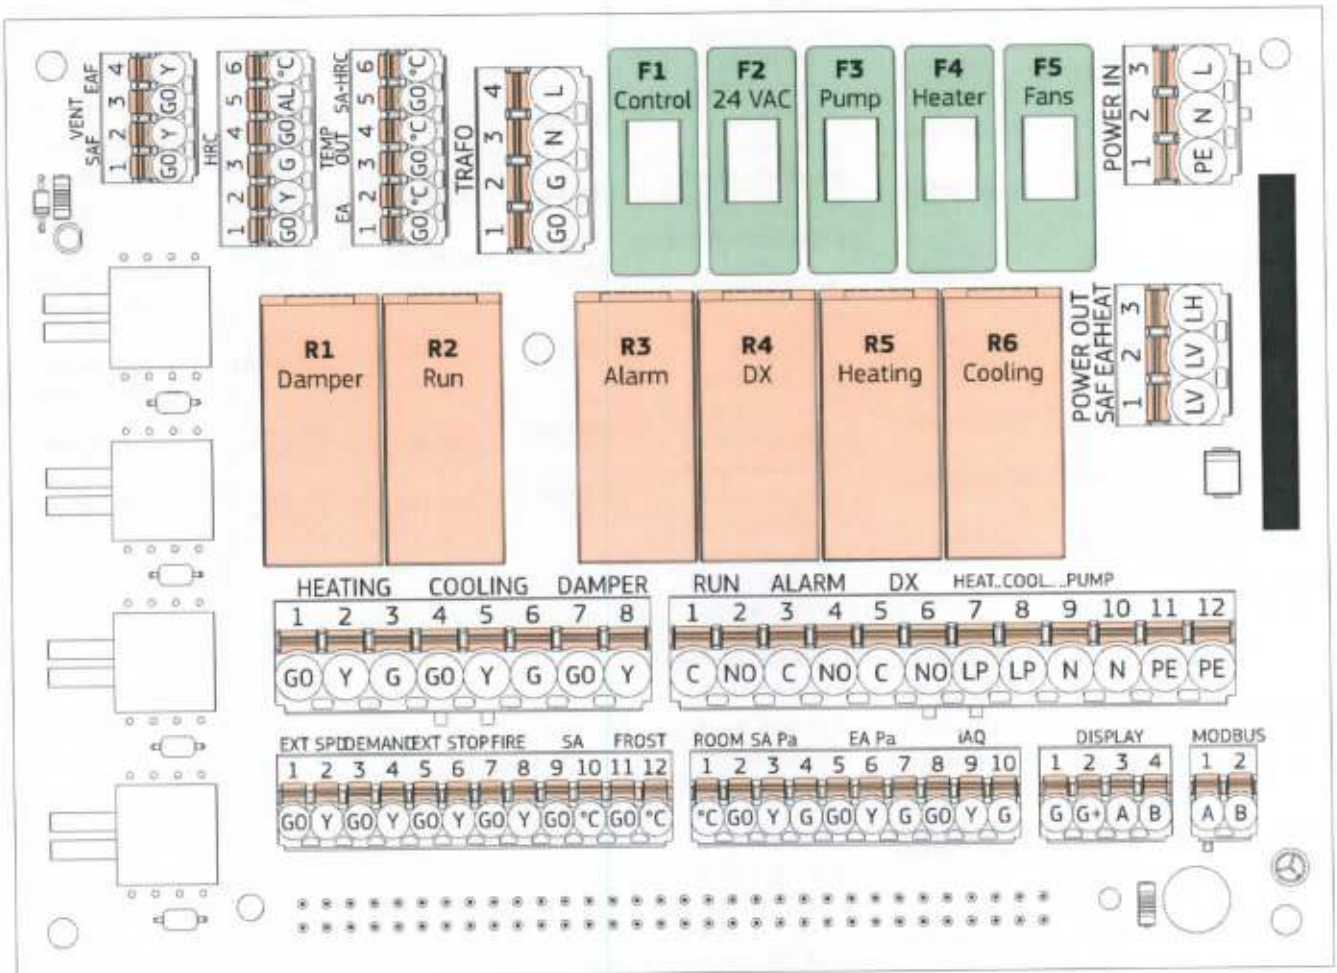 VENT
SAF EAF
1 2 3 4
G0 Y G0 Y
HRC
1 2 3 4 5 6
G0 Y G G0 AL °C
TEMP
EA OUT SA-HRC
1 2 3 4 5 6
G0 °C G0 °C G0 °C
TRAFO
1 2 3 4
G0 G N L
F1 F2 F3 F4 F5
Control 24 VAC Pump Heater Fans
POWER IN
1 2 3
PE N L
R1 R2 R3 R4 R5 R6
Damper Run Alarm DX Heating Cooling
POWER OUT
SAF EAFHEAT
1 2 3
LV LV LH
HEATING COOLING DAMPER
1 2 3 4 5 6 7 8
G0 Y G G0 Y G G0 Y
RUN ALARM DX HEAT..COOL...PUMP
1 2 3 4 5 6 7 8 9 10 11 12
C NO C NO C NO LP LP N N PE PE
EXT SPD DEMAND EXT STOP FIRE SA FROST
1 2 3 4 5 6 7 8 9 10 11 12
G0 Y G0 Y G0 Y G0 Y G0 °C G0 °C
ROOM SA Pa EA Pa iAQ
1 2 3 4 5 6 7 8 9 10
°C G0 Y G G0 Y G G0 Y G
DISPLAY
1 2 3 4
G G+ A B
MODBUS
1 2
A B